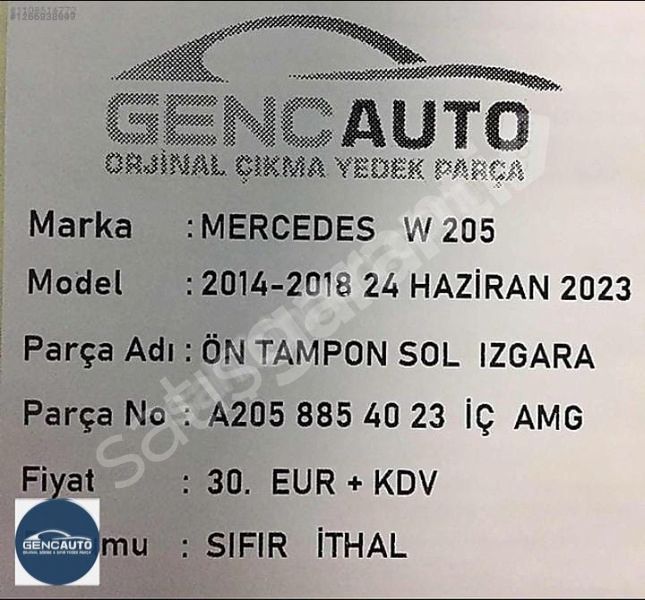 GENCAUTO
ORJİNAL ÇIKMA YEDEK PARÇA
Marka : MERCEDES W 205
Model : 2014-2018 24 HAZİRAN 2023
Parça Adı : ÖN TAMPON SOL IZGARA
Parça No : A205 885 40 23 İÇ AMG
Fiyat : 30. EUR + KDV
mu : SIFIR İTHAL
GENCAUTO